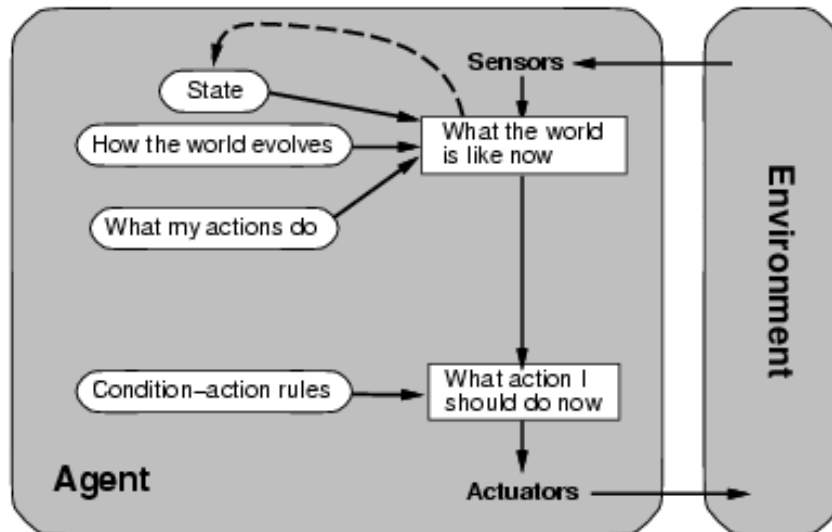 Sensors
State
What the world
is like now
How the world evolves
What my actions do
Environment
What action I
should do now
Condition–action rules
Agent
Actuators